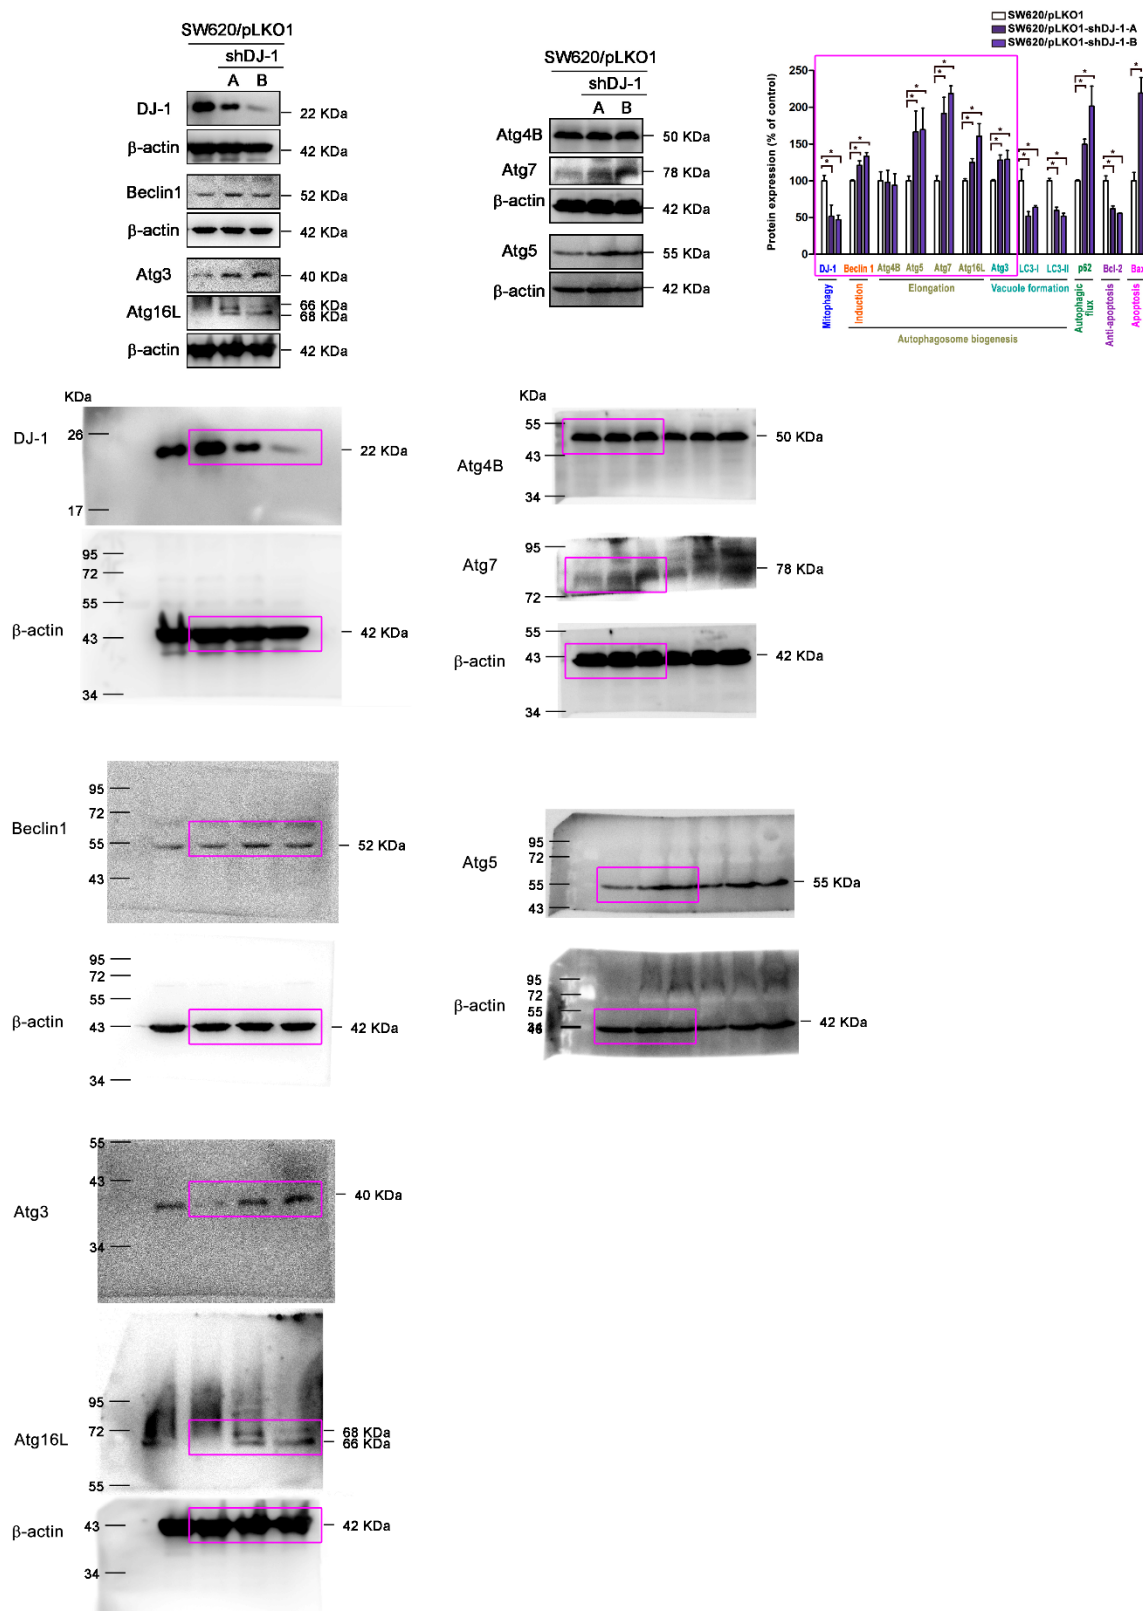 SW620/pLKO1
shDJ-1
A B
DJ-1 22 KDa
β-actin 42 KDa
Beclin1 52 KDa
β-actin 42 KDa
Atg3 40 KDa
Atg16L 66 KDa
68 KDa
β-actin 42 KDa
SW620/pLKO1
shDJ-1
A B
Atg4B 50 KDa
Atg7 78 KDa
β-actin 42 KDa
Atg5 55 KDa
β-actin 42 KDa
SW620/pLKO1
SW620/pLKO1-shDJ-1-A
SW620/pLKO1-shDJ-1-B
Protein expression (% of control)
250
200
150
100
50
0
* * * * * * * * * * * * * * * * * * * * *
DJ-1 Beclin 1 Atg4B Atg5 Atg7 Atg16L Atg3 LC3-I LC3-II p62 Bcl-2 Bax
Mitophagy
Induction
Elongation
Vacuole formation
Autophagic flux
Anti-apoptosis
Apoptosis
Autophagosome biogenesis
KDa
DJ-1
26
17
22 KDa
β-actin
95
72
55
43
34
42 KDa
Beclin1
95
72
55
43
52 KDa
β-actin
95
72
55
43
34
42 KDa
Atg3
55
43
34
40 KDa
Atg16L
95
72
55
68 KDa
66 KDa
β-actin
43
34
42 KDa
KDa
Atg4B
55
43
34
50 KDa
Atg7
95
72
78 KDa
β-actin
55
43
34
42 KDa
Atg5
95
72
55
43
55 KDa
β-actin
95
72
55
42 KDa